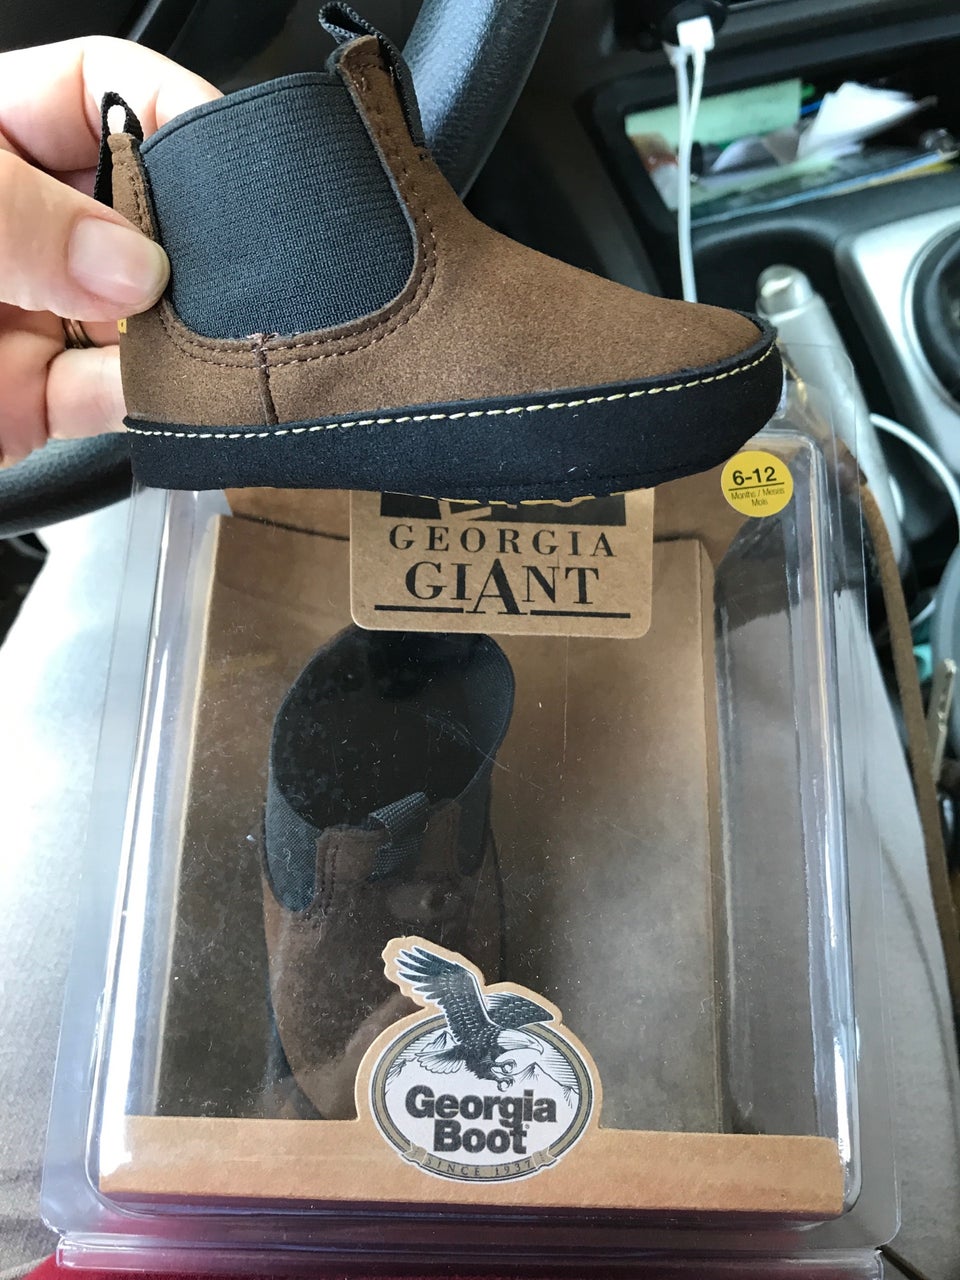 6-12
Months / Meses
Mois
GEORGIA
GIANT
Georgia
Boot
SINCE 1937